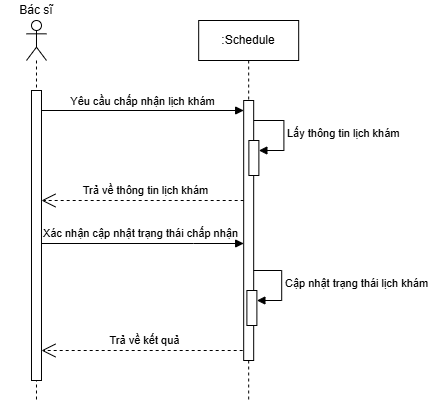 Bác sĩ
:Schedule
Yêu cầu chấp nhận lịch khám
Lấy thông tin lịch khám
Trả về thông tin lịch khám
Xác nhận cập nhật trạng thái chấp nhận
Cập nhật trạng thái lịch khám
Trả về kết quả